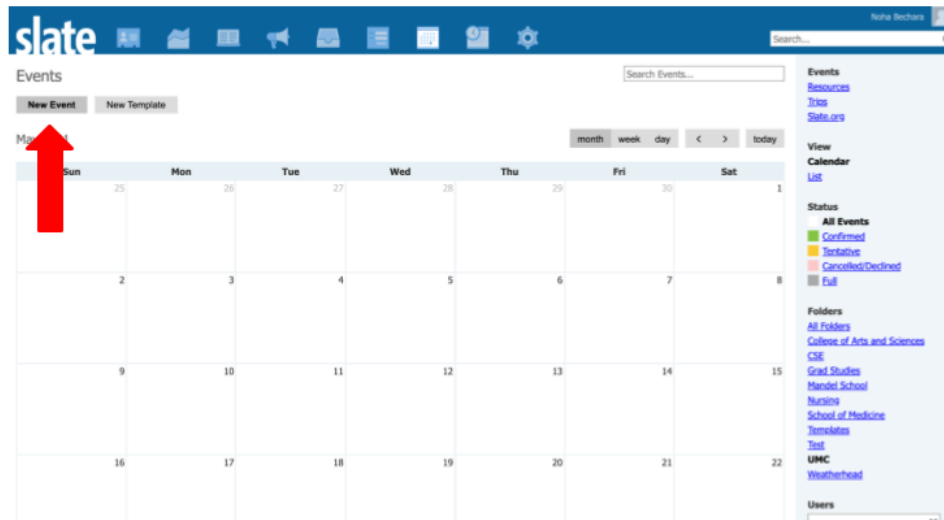 slate
Noha Bechara
Search...
Events
Search Events...
New Event New Template
month week day < > today
Sun Mon Tue Wed Thu Fri Sat
25 26 27 28 29 30 1
2 3 4 5 6 7 8
9 10 11 12 13 14 15
16 17 18 19 20 21 22
Events
Resources
Trips
Slate.org
View
Calendar
List
Status
All Events
Confirmed
Tentative
Cancelled/Declined
Full
Folders
All Folders
College of Arts and Sciences
CSE
Grad Studies
Mandel School
Nursing
School of Medicine
Templates
Test
UMC
Weatherhead
Users